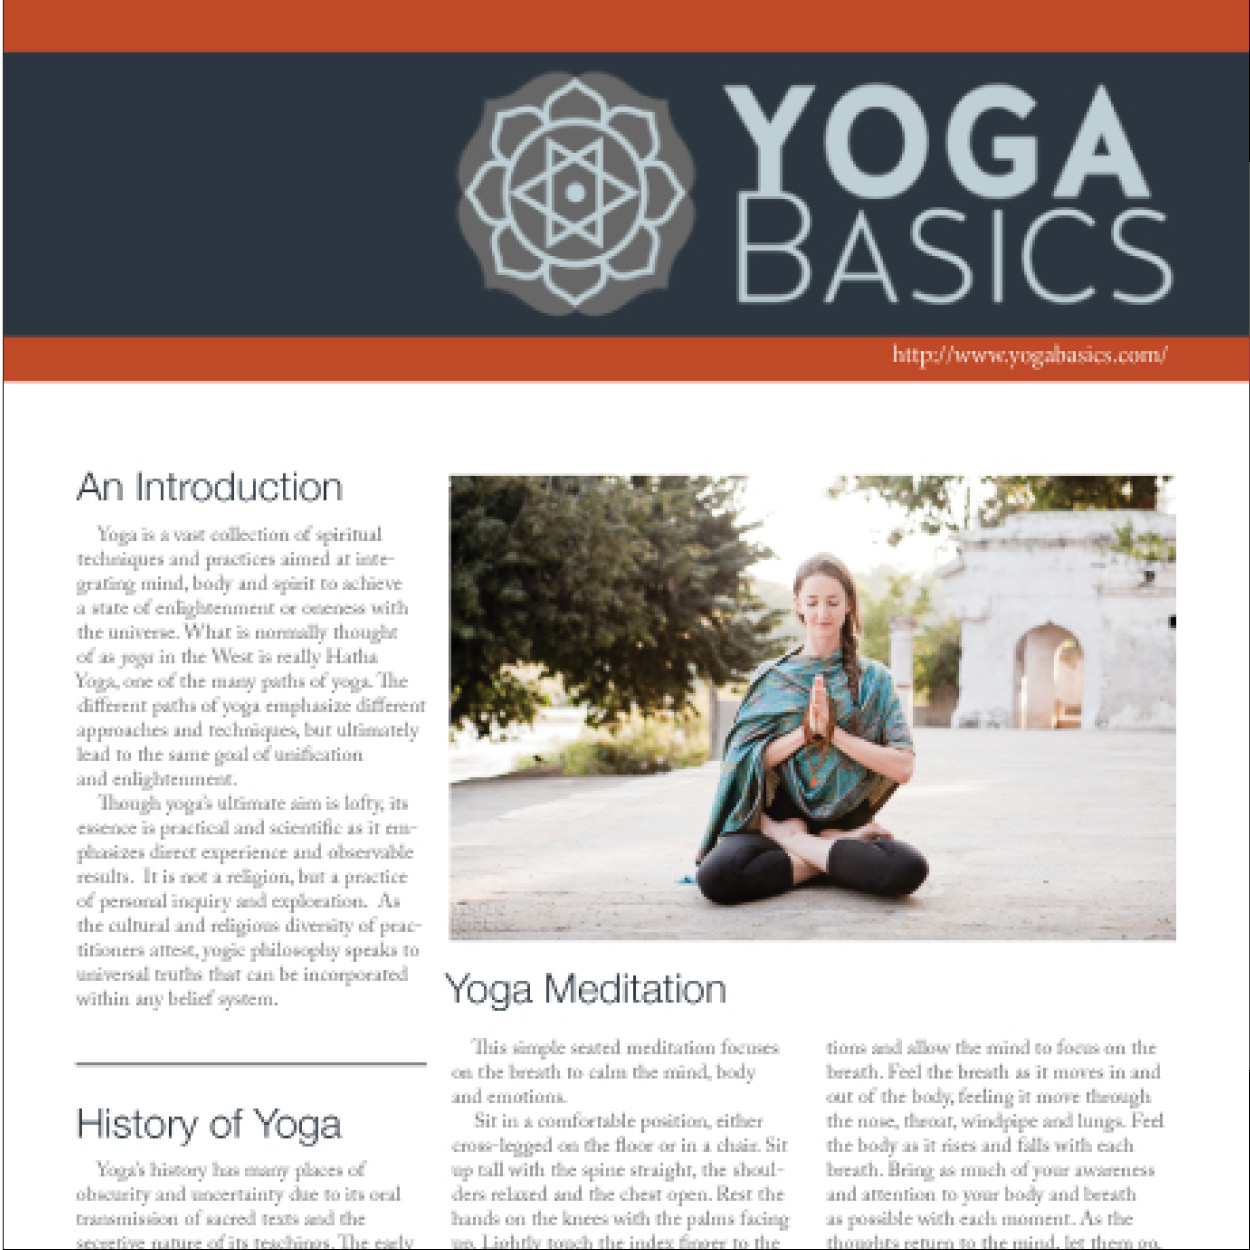 YOGA
BASICS
http://www.yogabasics.com/
An Introduction
Yoga is a vast collection of spiritual
techniques and practices aimed at inte-
grating mind, body and spirit to achieve
a state of enlightenment or oneness with
the universe. What is normally thought
of as yoga in the West is really Hatha
Yoga, one of the many paths of yoga. The
different paths of yoga emphasize different
approaches and techniques, but ultimately
lead to the same goal of unification
and enlightenment.
Though yoga's ultimate aim is lofty, its
essence is practical and scientific as it em-
phasizes direct experience and observable
results. It is not a religion, but a practice
of personal inquiry and exploration. As
the cultural and religious diversity of prac-
titioners attest, yogic philosophy speaks to
universal truths that can be incorporated
within any belief system.
History of Yoga
Yoga's history has many places of
obscurity and uncertainty due to its oral
transmission of sacred texts and the
secretive nature of its teachings. The early
Yoga Meditation
This simple seated meditation focuses
on the breath to calm the mind, body
and emotions.
Sit in a comfortable position, either
cross-legged on the floor or in a chair. Sit
up tall with the spine straight, the shoul-
ders relaxed and the chest open. Rest the
hands on the knees with the palms facing
up. Lightly touch the index finger to the
tions and allow the mind to focus on the
breath. Feel the breath as it moves in and
out of the body, feeling it move through
the nose, throat, windpipe and lungs. Feel
the body as it rises and falls with each
breath. Bring as much of your awareness
and attention to your body and breath
as possible with each moment. As the
thoughts return to the mind, let them go,